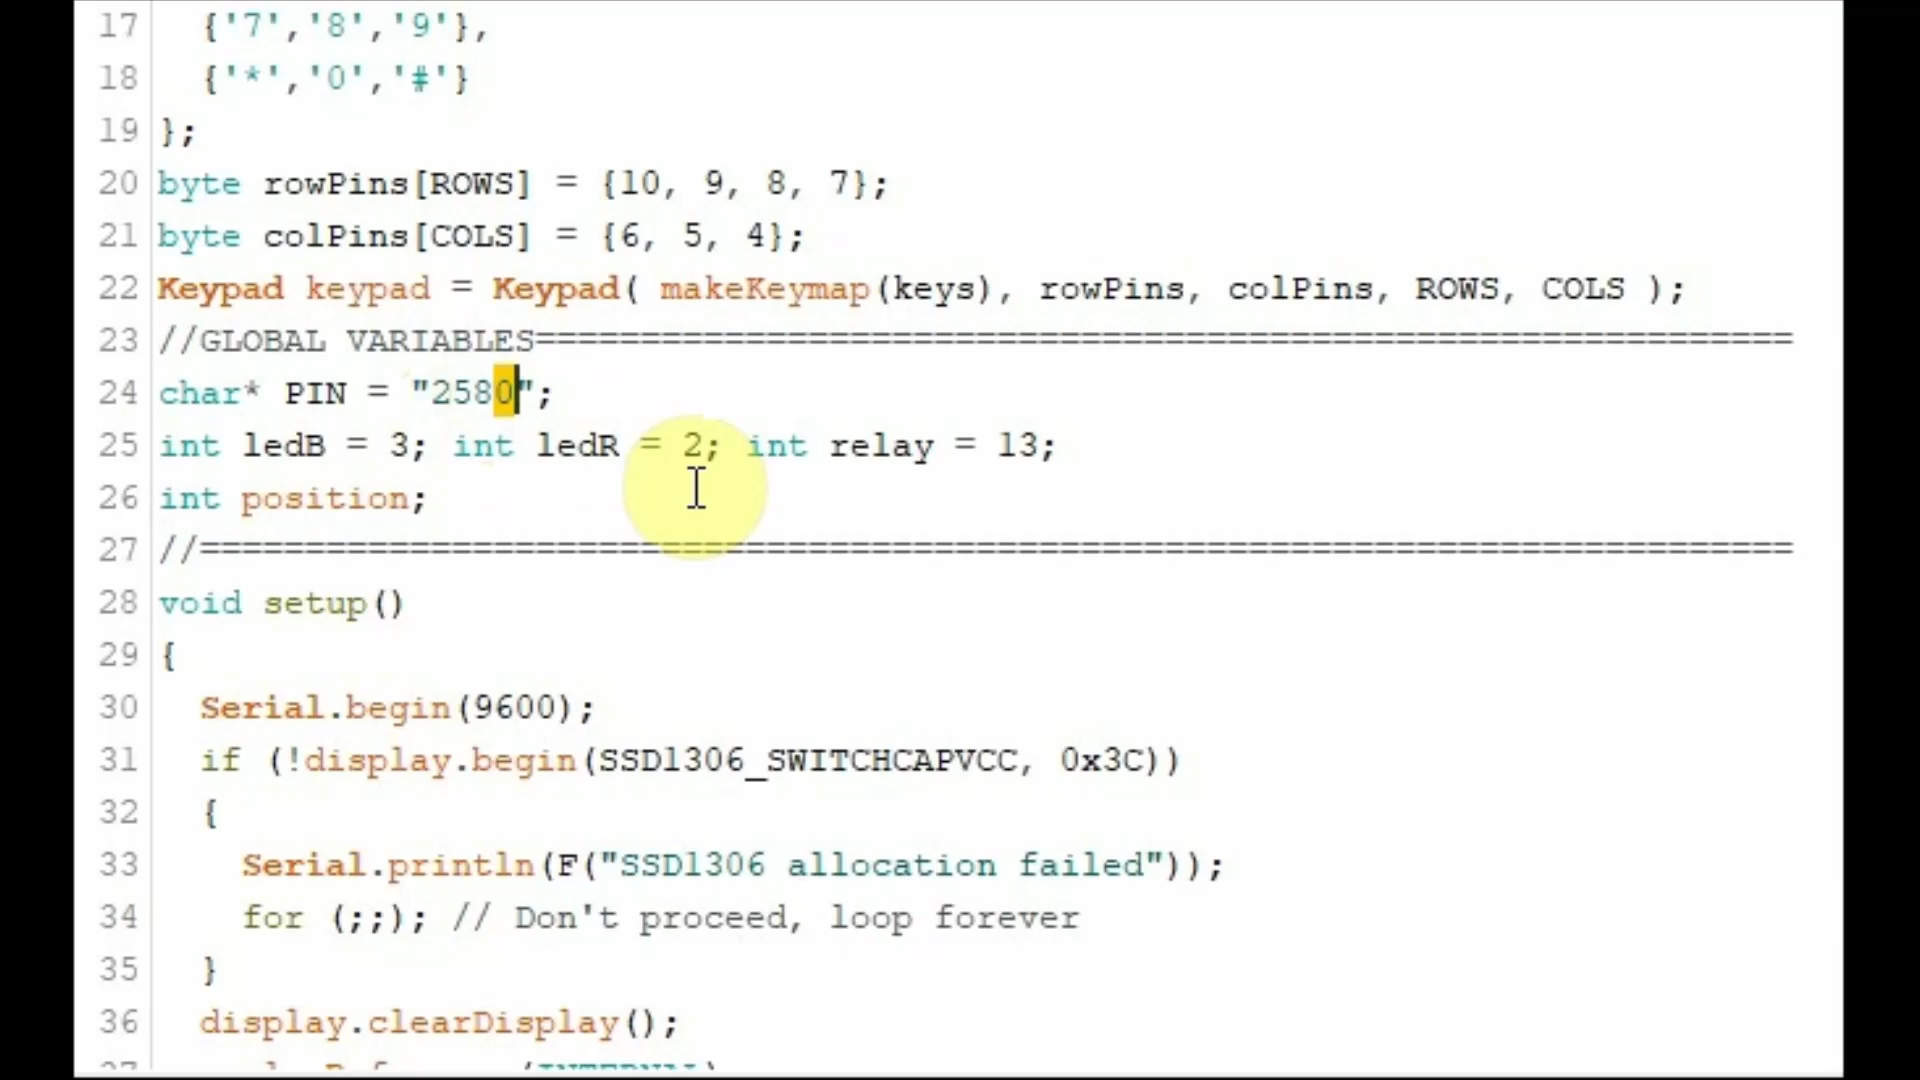 17 {'7','8','9'},
18 {'*','0','#'}
19 };
20 byte rowPins[ROWS] = {10, 9, 8, 7};
21 byte colPins[COLS] = {6, 5, 4};
22 Keypad keypad = Keypad( makeKeymap(keys), rowPins, colPins, ROWS, COLS );
23 //GLOBAL VARIABLES============================================================
24 char* PIN = "2580";
25 int ledB = 3; int ledR = 2; int relay = 13;
26 int position;
27 //============================================================================
28 void setup()
29 {
30 Serial.begin(9600);
31 if (!display.begin(SSD1306_SWITCHCAPVCC, 0x3C))
32 {
33 Serial.println(F("SSD1306 allocation failed"));
34 for (;;); // Don't proceed, loop forever
35 }
36 display.clearDisplay();